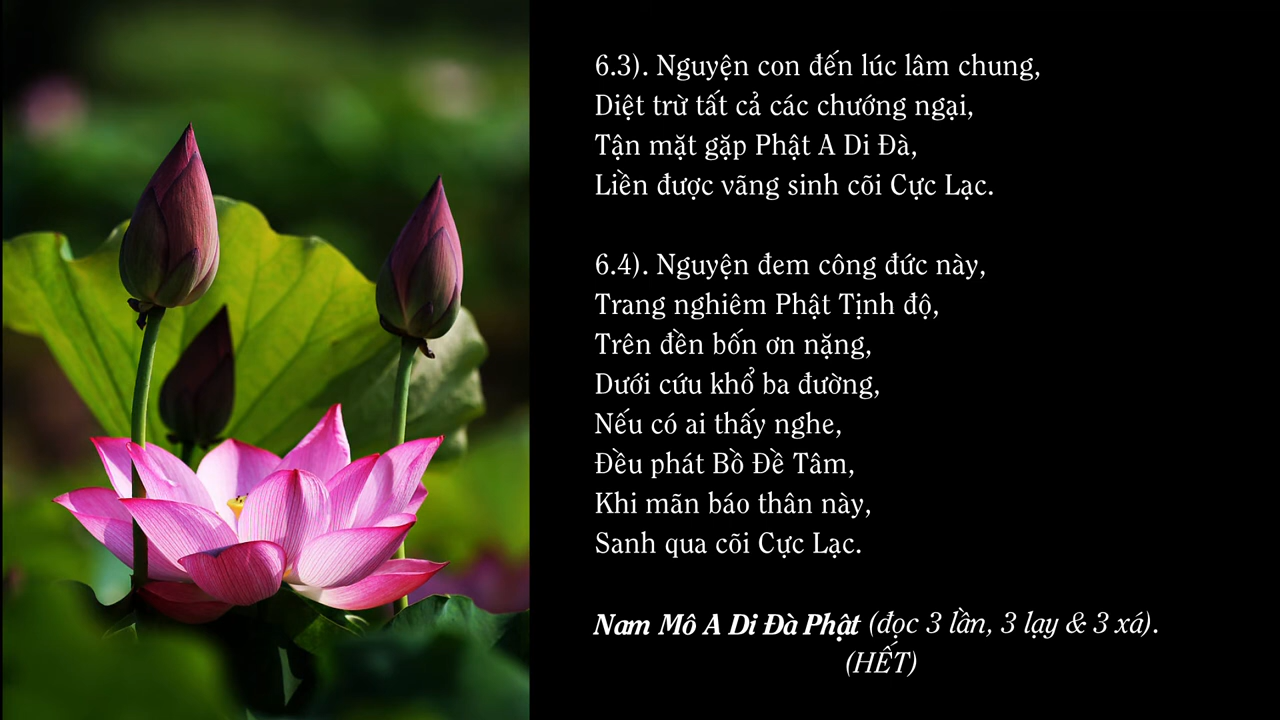 6.3). Nguyện con đến lúc lâm chung,
Diệt trừ tất cả các chướng ngại,
Tận mặt gặp Phật A Di Đà,
Liền được vãng sinh cõi Cực Lạc.
6.4). Nguyện đem công đức này,
Trang nghiêm Phật Tịnh độ,
Trên đền bốn ơn nặng,
Dưới cứu khổ ba đường,
Nếu có ai thấy nghe,
Đều phát Bồ Đề Tâm,
Khi mãn báo thân này,
Sanh qua cõi Cực Lạc.
Nam Mô A Di Đà Phật (đọc 3 lần, 3 lạy & 3 xá).
(HẾT)